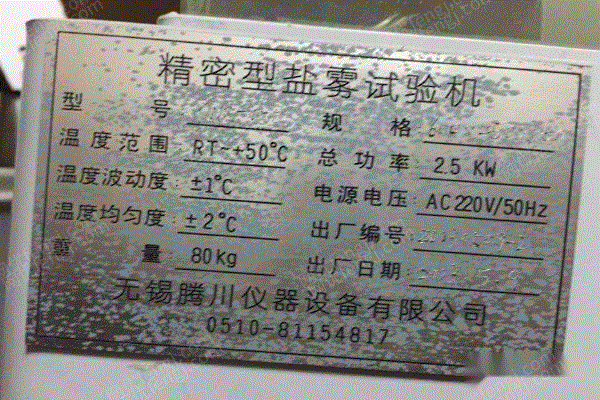 精密型盐雾试验机
型 号 规 格
温度范围: RT~+50℃ 总功率 2.5 KW
温度波动度: ±1℃ 电源电压: AC220V/50Hz
温度均匀度: ±2℃ 出厂编号:
重 量: 80Kg 出厂日期:
无锡腾川仪器设备有限公司
0510-81154817